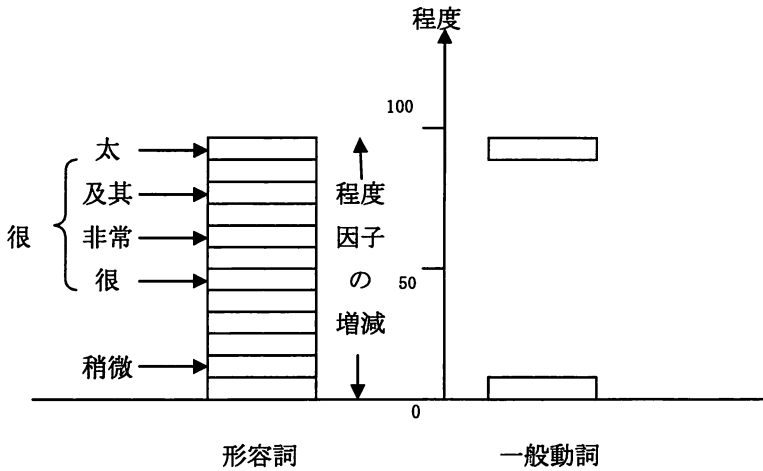 程度
100
太
及其
程度
很
非常
因子
很
の
50
増減
稍微
0
形容詞
一般動詞